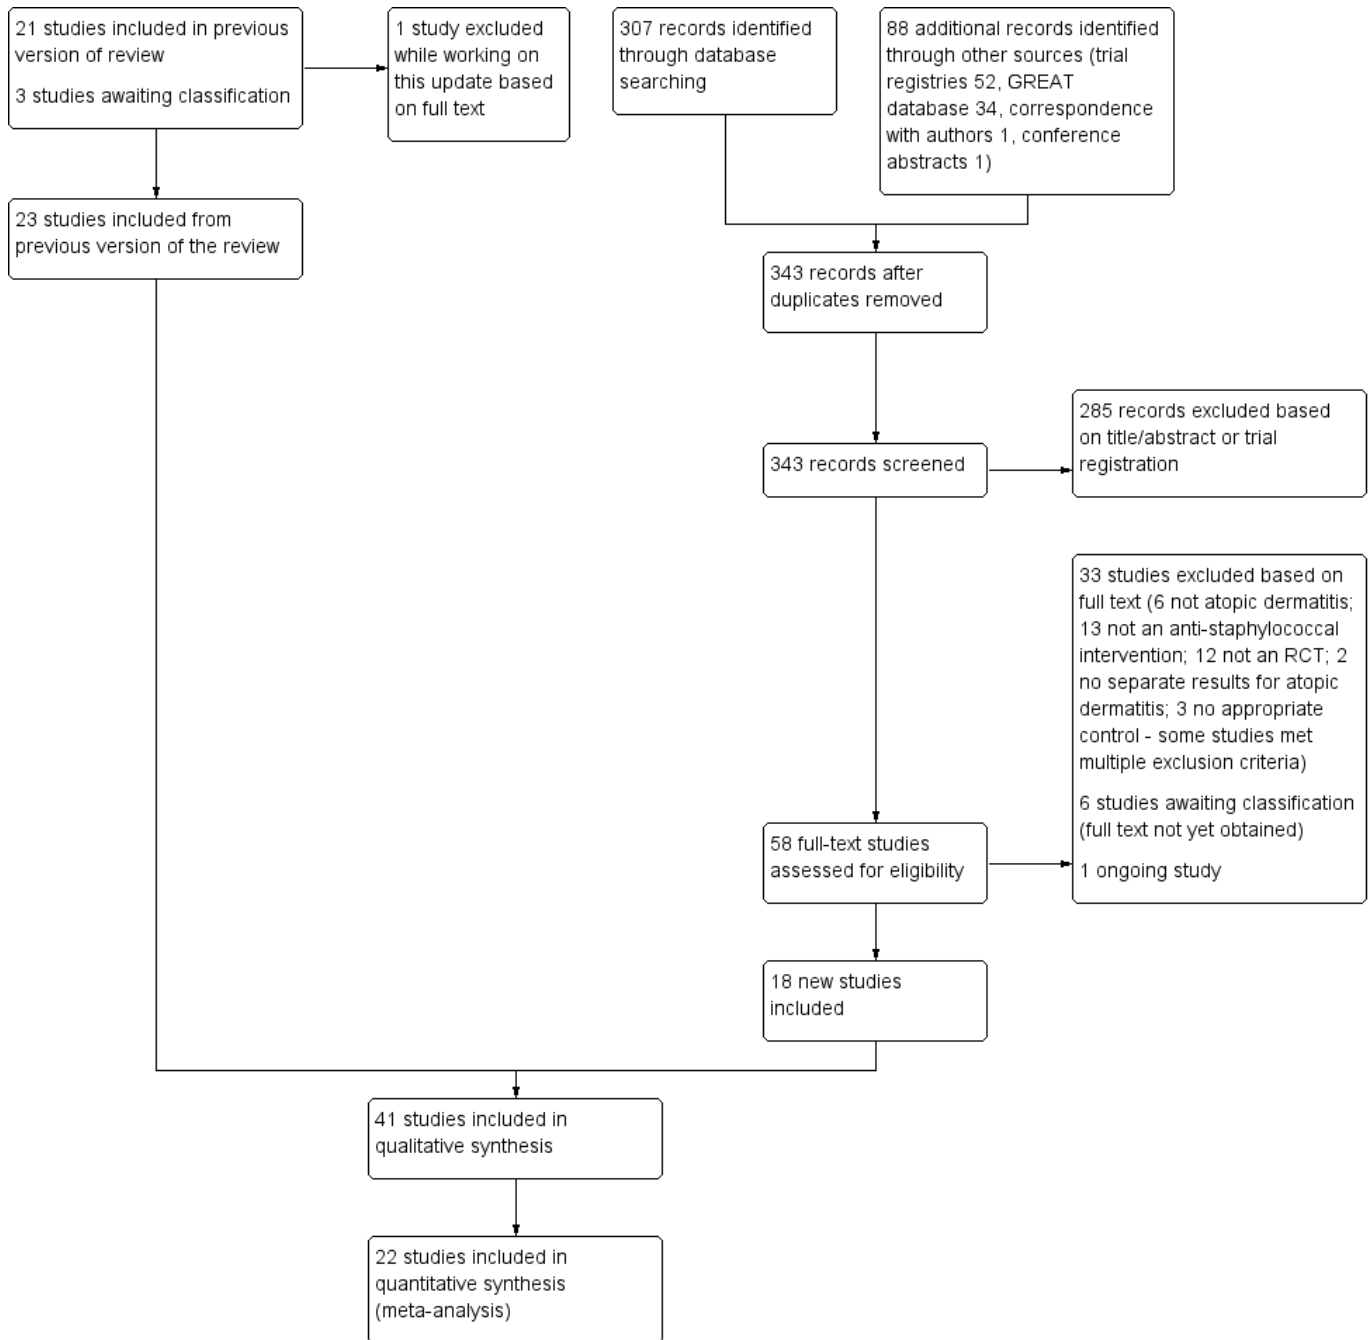 21 studies included in previous
version of review
3 studies awaiting classification
1 study excluded
while working on
this update based
on full text
307 records identified
through database
searching
88 additional records identified
through other sources (trial
registries 52, GREAT
database 34, correspondence
with authors 1, conference
abstracts 1)
23 studies included from
previous version of the review
343 records after
duplicates removed
343 records screened
285 records excluded based
on title/abstract or trial
registration
58 full-text studies
assessed for eligibility
33 studies excluded based on
full text (6 not atopic dermatitis;
13 not an anti-staphylococcal
intervention; 12 not an RCT; 2
no separate results for atopic
dermatitis; 3 no appropriate
control - some studies met
multiple exclusion criteria)
6 studies awaiting classification
(full text not yet obtained)
1 ongoing study
18 new studies
included
41 studies included in
qualitative synthesis
22 studies included in
quantitative synthesis
(meta-analysis)